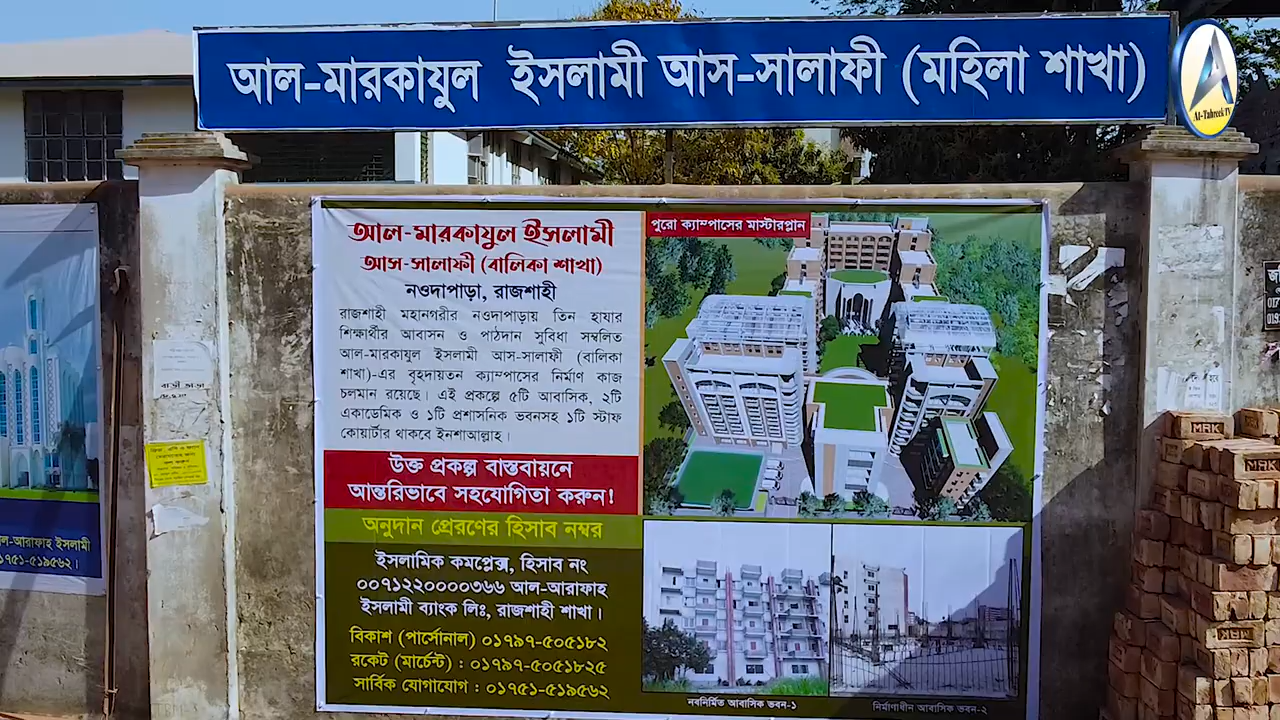 আল-মারকাযুল ইসলামী আস-সালাফী (মহিলা শাখা)
At-Tahreek TV
আল-মারকাযুল ইসলামী
আস-সালাফী (বালিকা শাখা)
নওদাপাড়া, রাজশাহী
রাজশাহী মহানগরীর নওদাপাড়ায় তিন হাযার
শিক্ষার্থীর আবাসন ও পাঠদান সুবিধা সম্বলিত
আল-মারকাযুল ইসলামী আস-সালাফী (বালিকা
শাখা)-এর বৃহদায়তন ক্যাম্পাসের নির্মাণ কাজ
চলমান রয়েছে। এই প্রকল্পে ৫টি আবাসিক, ২টি
একাডেমিক ও ১টি প্রশাসনিক ভবনসহ ১টি স্টাফ
কোয়ার্টার থাকবে ইনশাআল্লাহ।
উক্ত প্রকল্প বাস্তবায়নে
আন্তরিভাবে সহযোগিতা করুন!
অনুদান প্রেরণের হিসাব নম্বর
ইসলামিক কমপ্লেক্স, হিসাব নং
০০৭১২২০০০০৩৬৬ আল-আরাফাহ
ইসলামী ব্যাংক লিঃ, রাজশাহী শাখা।
বিকাশ (পার্সোনাল) ০১৭৯৭-৫০৫১৮২
রকেট (মার্চেন্ট) : ০১৭৯৭-৫০৫১৮২৫
সার্বিক যোগাযোগ : ০১৭৫১-৫১৯৫৬২
পুরো ক্যাম্পাসের মাস্টারপ্লান
নবনির্মিত আবাসিক ভবন-১
নির্মাণাধীন আবাসিক ভবন-২
ল-আরাফাহ ইসলামী
১৭৫১-৫১৯৫৬২।
MRK
MRK
MRK